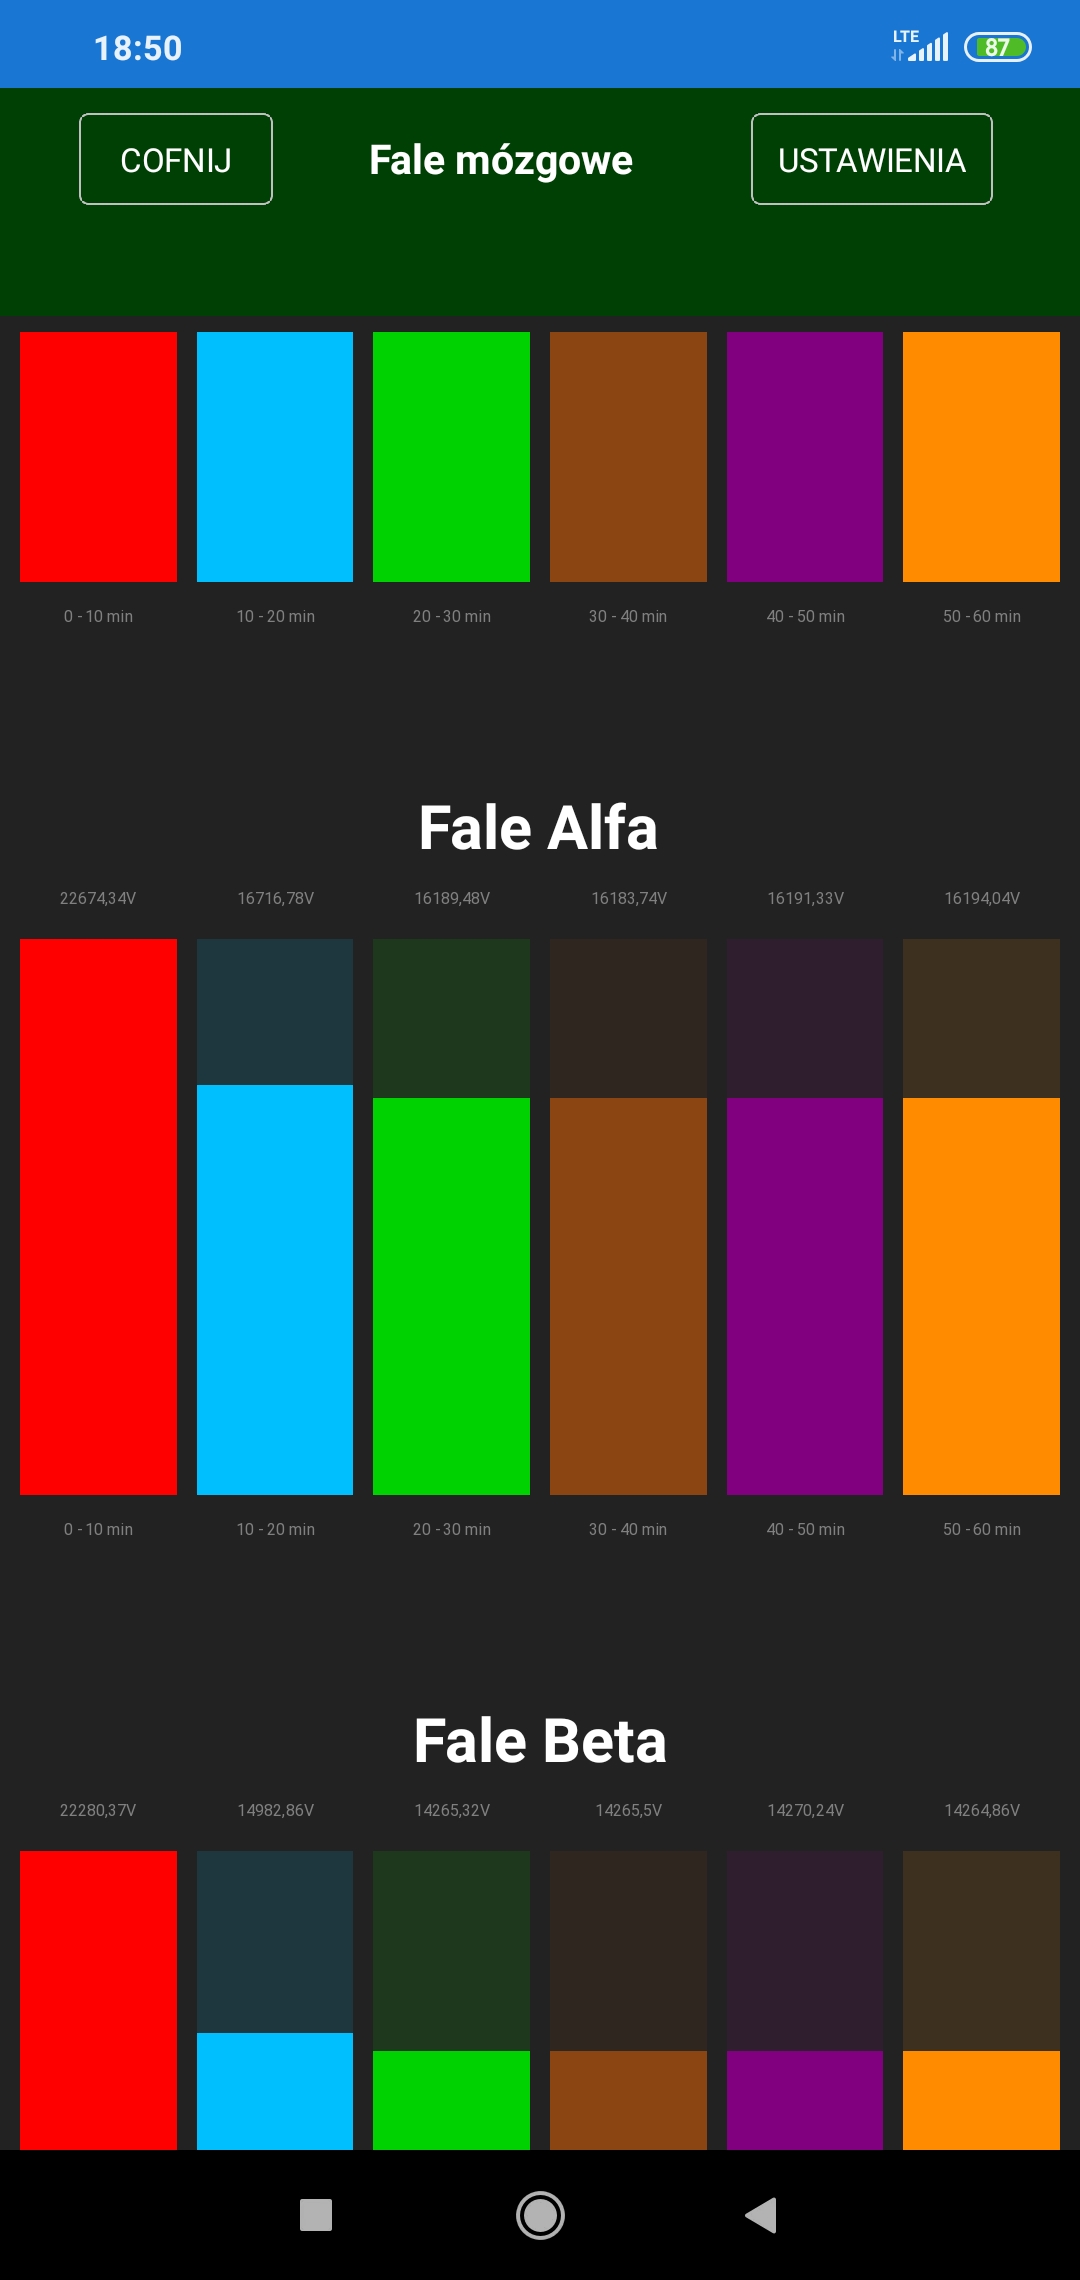 18:50 LTE 87
COFNIJ Fale mózgowe USTAWIENIA
0 - 10 min 10 - 20 min 20 - 30 min 30 - 40 min 40 - 50 min 50 - 60 min
Fale Alfa
22674,34V 16716,78V 16189,48V 16183,74V 16191,33V 16194,04V
0 - 10 min 10 - 20 min 20 - 30 min 30 - 40 min 40 - 50 min 50 - 60 min
Fale Beta
22280,37V 14982,86V 14265,32V 14265,5V 14270,24V 14264,86V